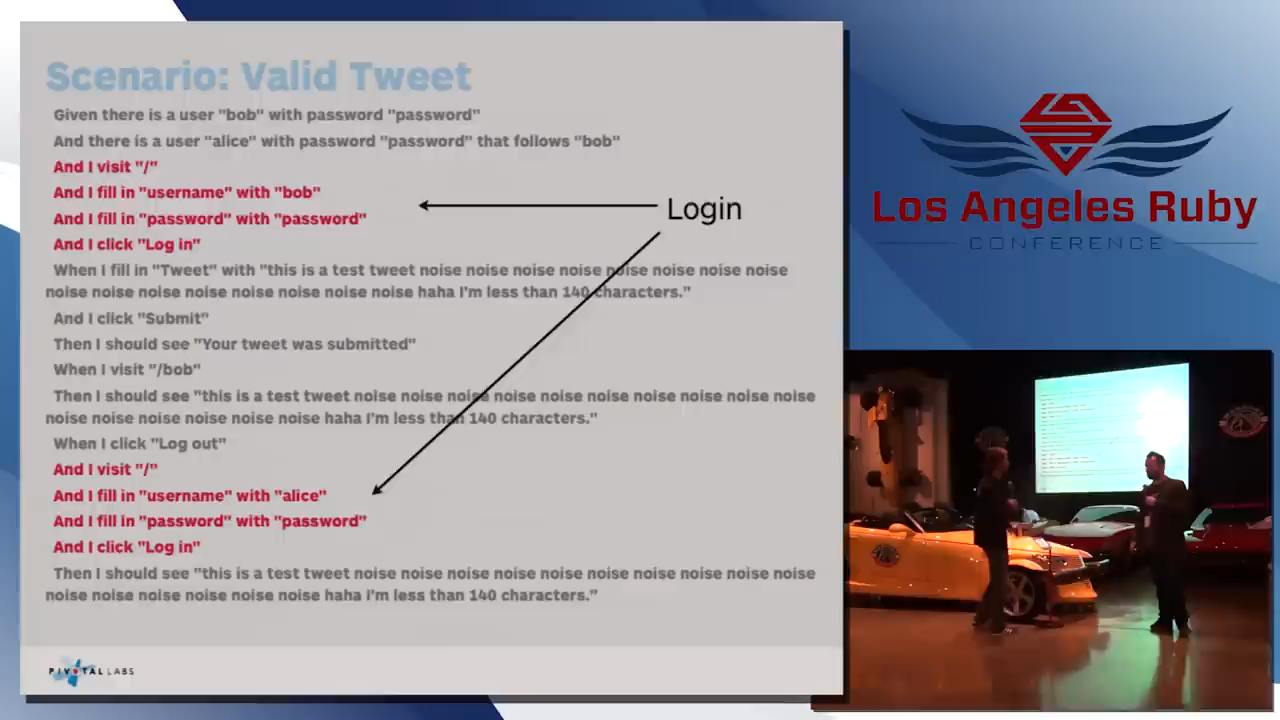 Scenario: Valid Tweet
Given there is a user "bob" with password "password"
And there is a user "alice" with password "password" that follows "bob"
And I visit "/"
And I fill in "username" with "bob"
And I fill in "password" with "password"
And I click "Log in"
Login
When I fill in "Tweet" with "this is a test tweet noise noise noise noise noise noise noise noise
noise noise noise noise noise noise noise noise haha I'm less than 140 characters."
And I click "Submit"
Then I should see "Your tweet was submitted"
When I visit "/bob"
Then I should see "this is a test tweet noise noise noise noise noise noise noise noise noise noise
noise noise noise noise noise noise haha I'm less than 140 characters."
When I click "Log out"
And I visit "/"
And I fill in "username" with "alice"
And I fill in "password" with "password"
And I click "Log in"
Then I should see "this is a test tweet noise noise noise noise noise noise noise noise noise noise
noise noise noise noise noise noise haha I'm less than 140 characters."
PIVOTAL LABS
Los Angeles Ruby
CONFERENCE